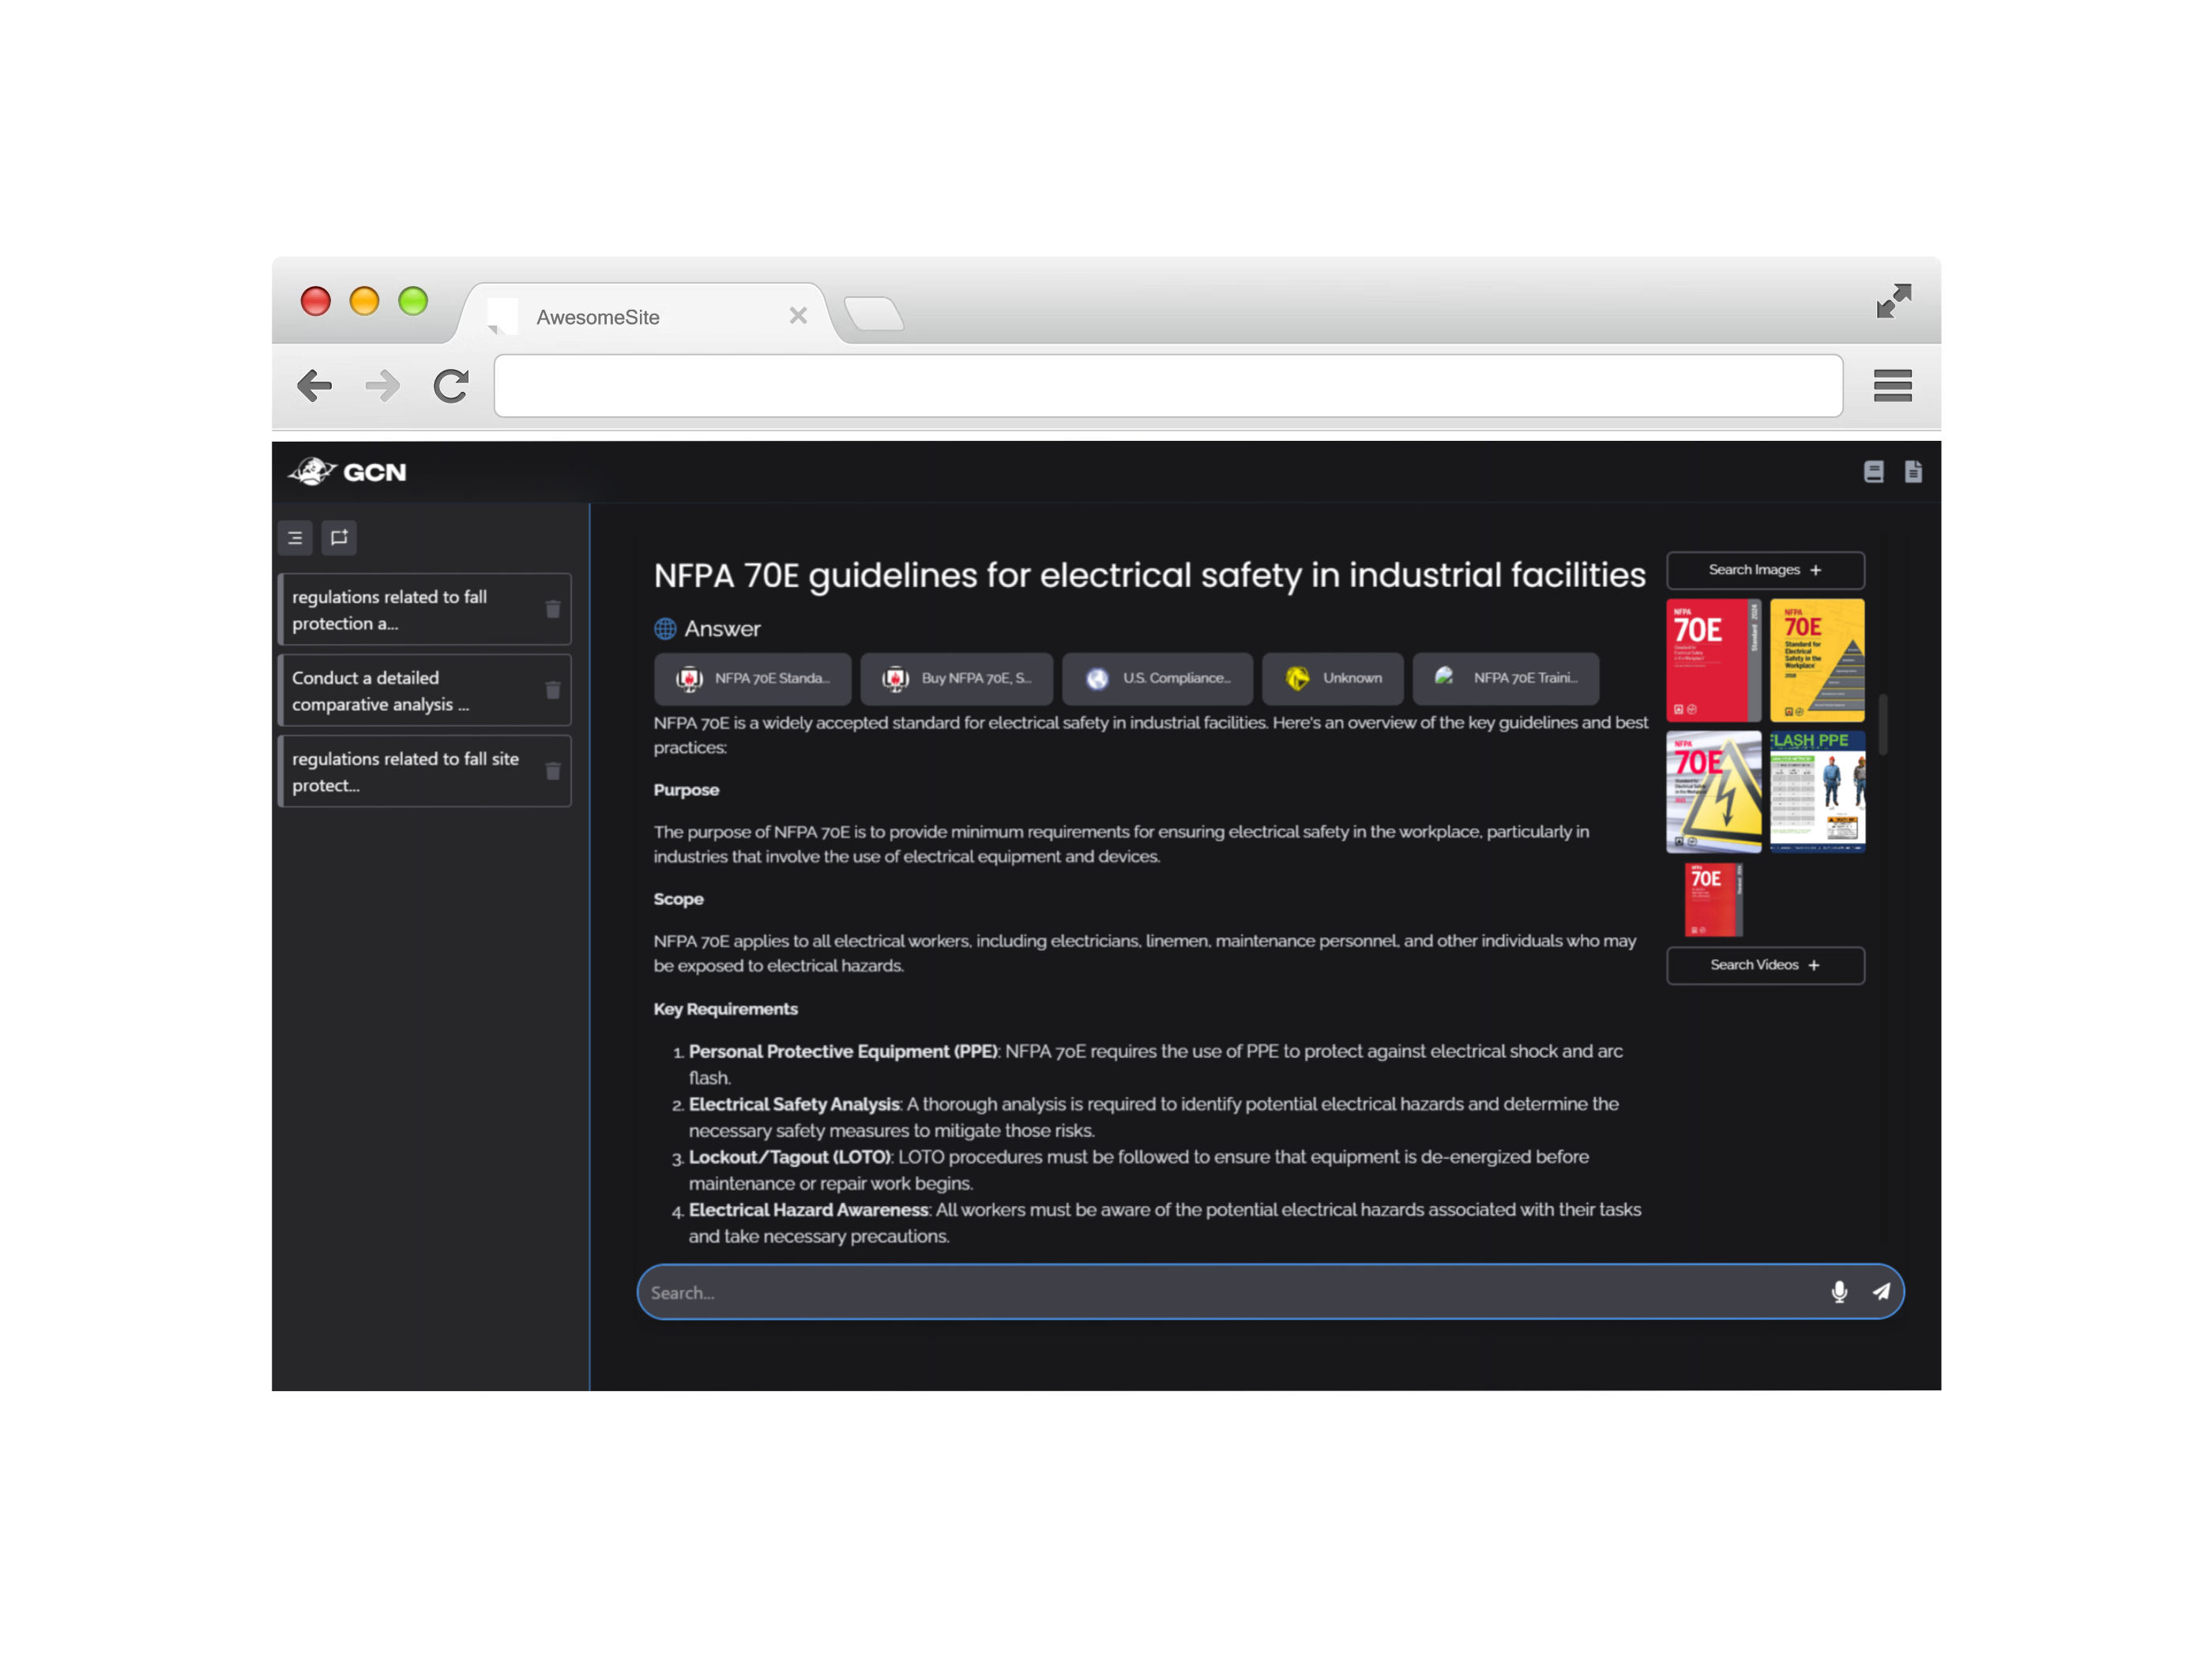 AwesomeSite
GCN
regulations related to fall
protection a...
Conduct a detailed
comparative analysis ...
regulations related to fall site
protect...
NFPA 70E guidelines for electrical safety in industrial facilities
Answer
NFPA 70E Standa...
Buy NFPA 70E, S...
U.S. Compliance...
Unknown
NFPA 70E Traini...
NFPA 70E is a widely accepted standard for electrical safety in industrial facilities. Here's an overview of the key guidelines and best
practices:
Purpose
The purpose of NFPA 70E is to provide minimum requirements for ensuring electrical safety in the workplace, particularly in
industries that involve the use of electrical equipment and devices.
Scope
NFPA 70E applies to all electrical workers, including electricians, linemen, maintenance personnel, and other individuals who may
be exposed to electrical hazards.
Key Requirements
1. Personal Protective Equipment (PPE): NFPA 70E requires the use of PPE to protect against electrical shock and arc
flash.
2. Electrical Safety Analysis: A thorough analysis is required to identify potential electrical hazards and determine the
necessary safety measures to mitigate those risks.
3. Lockout/Tagout (LOTO): LOTO procedures must be followed to ensure that equipment is de-energized before
maintenance or repair work begins.
4. Electrical Hazard Awareness: All workers must be aware of the potential electrical hazards associated with their tasks
and take necessary precautions.
Search...
Search Images +
NFPA
70E
Standard 2024
NFPA
70E
Standard for
Electrical
Safety in the
Workplace
2018
NFPA
70E
FLASH PPE
NFPA
70E
Search Videos +